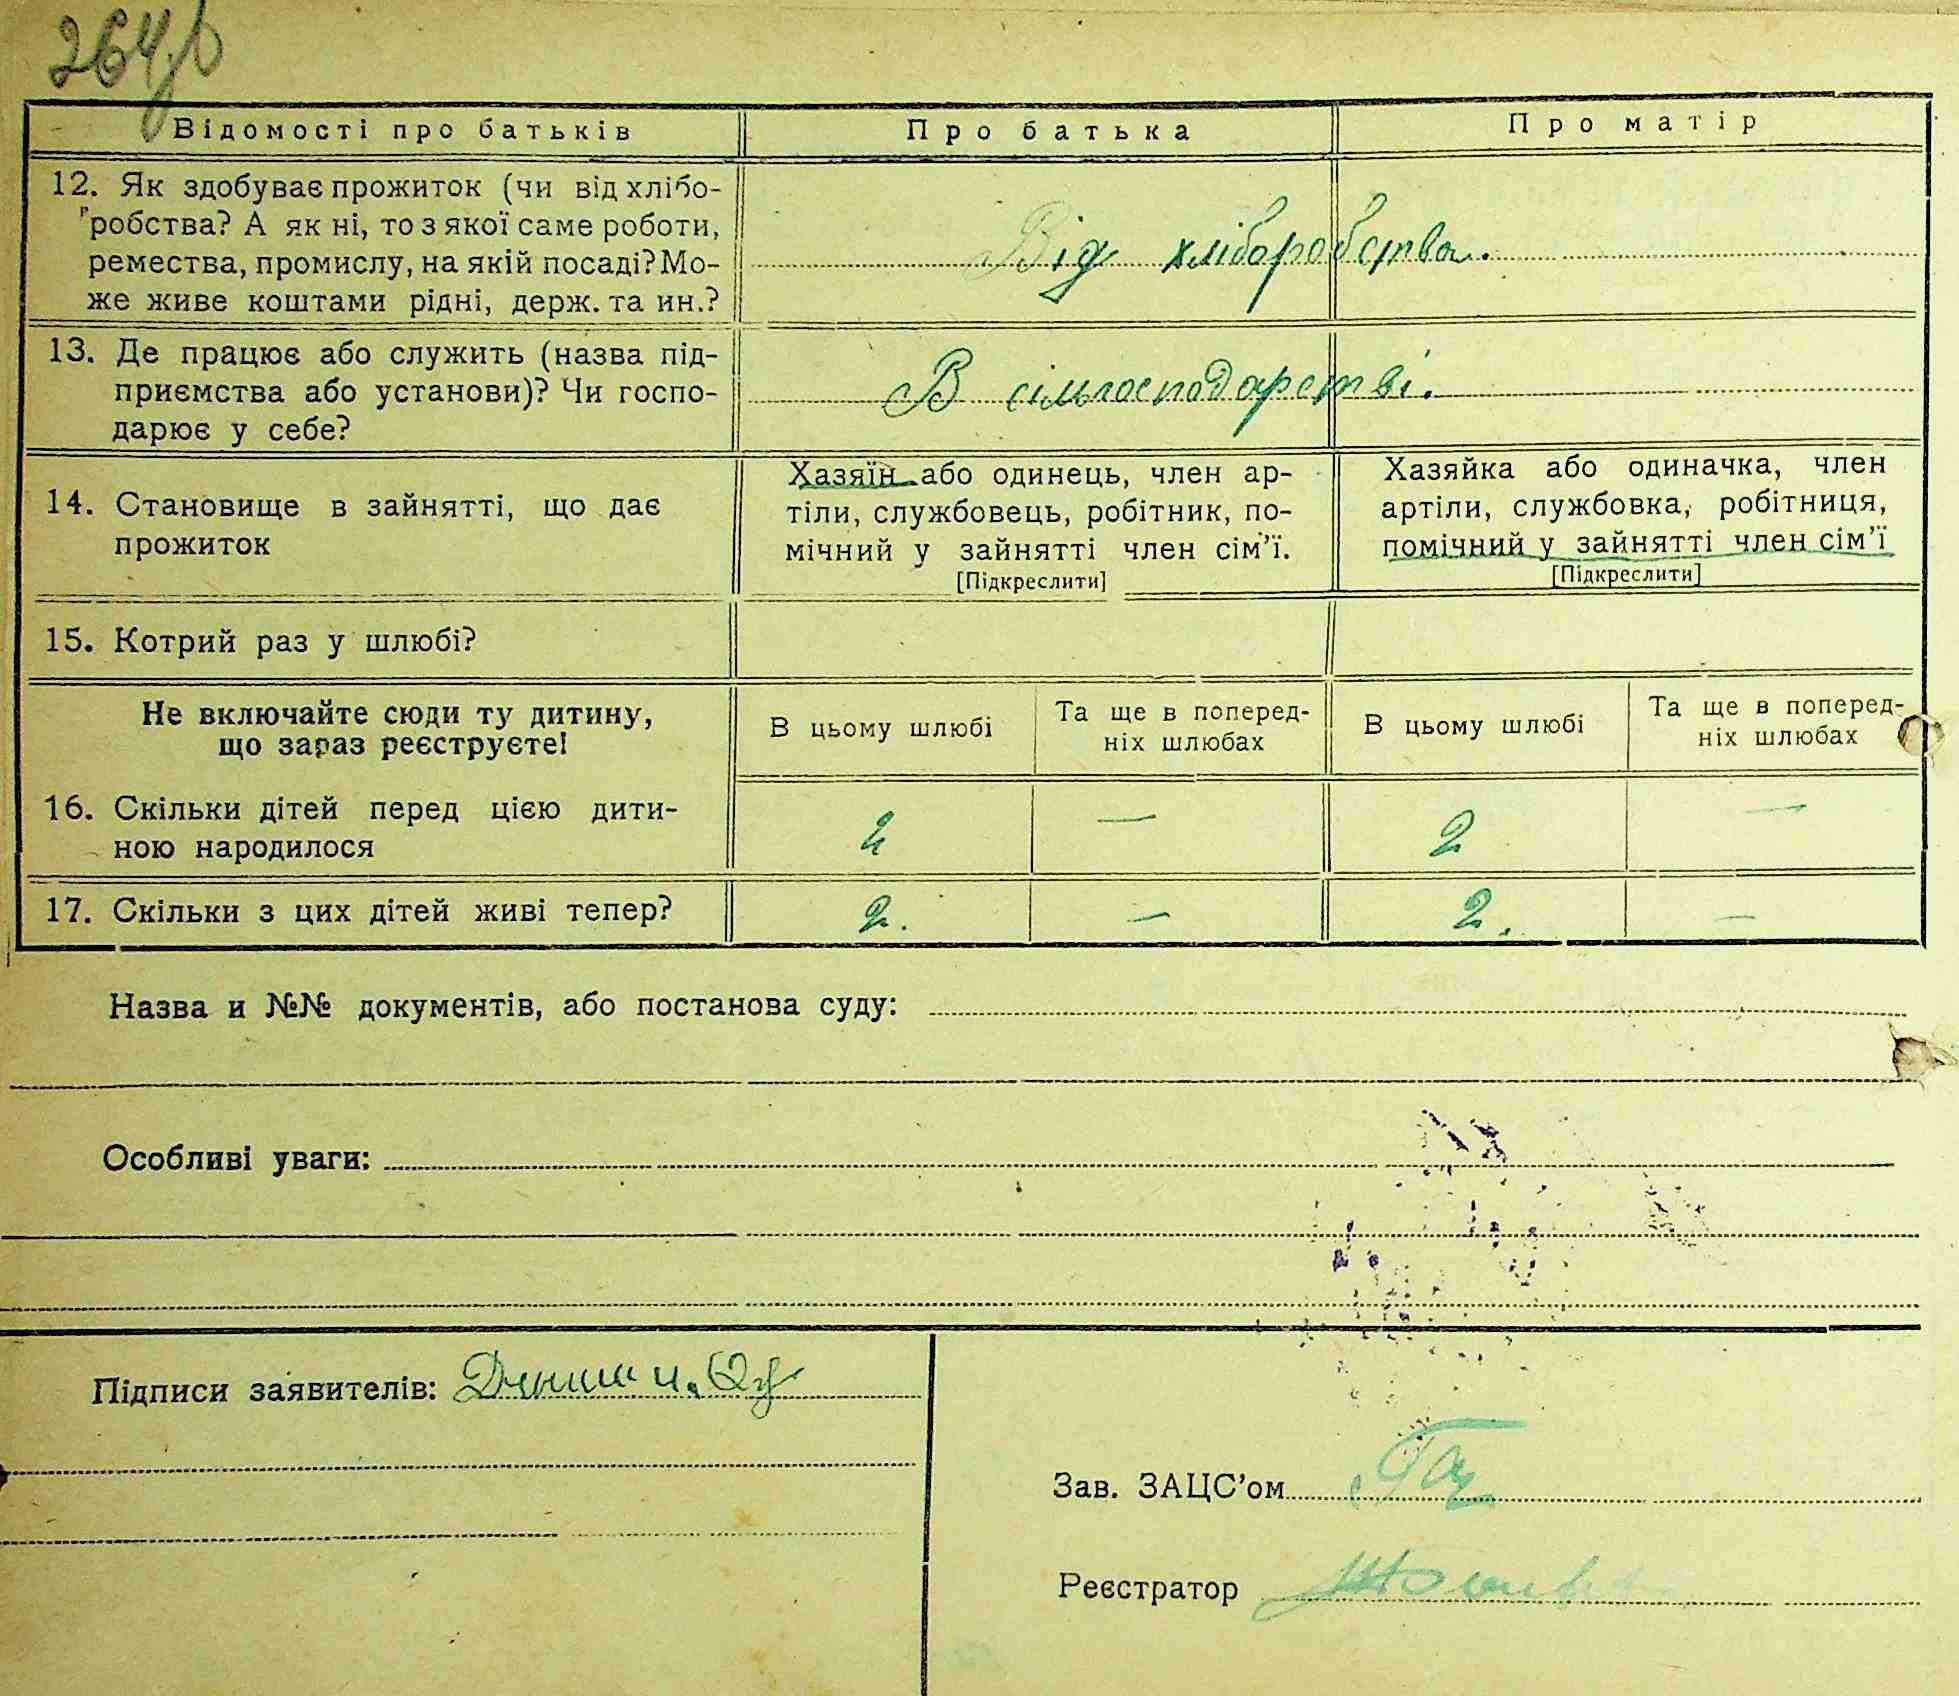 264
Відомості про батьків
Про батька
Про матір
12. Як здобуває прожиток (чи від хлібо-
робства? А як ні, то з якої саме роботи,
ремества, промислу, на якій посаді? Мо-
же живе коштами рідні, держ. та ин.?
Від хліборобства.
13. Де працює або служить (назва під-
приємства або установи)? Чи госпо-
дарює у себе?
В сільгосподарстві.
14. Становище в зайнятті, що дає
прожиток
Хазяїн або одинець, член ар-
тіли, службовець, робітник, по-
мічний у зайнятті член сім'ї.
[Підкреслити]
Хазяйка або одиначка, член
артіли, службовка, робітниця,
помічний у зайнятті член сім'ї
[Підкреслити]
15. Котрий раз у шлюбі?
Не включайте сюди ту дитину,
що зараз реєструєте!
В цьому шлюбі
Та ще в поперед-
ніх шлюбах
В цьому шлюбі
Та ще в поперед-
ніх шлюбах
16. Скільки дітей перед цією дити-
ною народилося
2 — 2 —
17. Скільки з цих дітей живі тепер?
2. — 2. —
Назва и №№ документів, або постанова суду:
Особливі уваги:
Підписи заявителів:
Зав. ЗАЦС'ом
Реєстратор